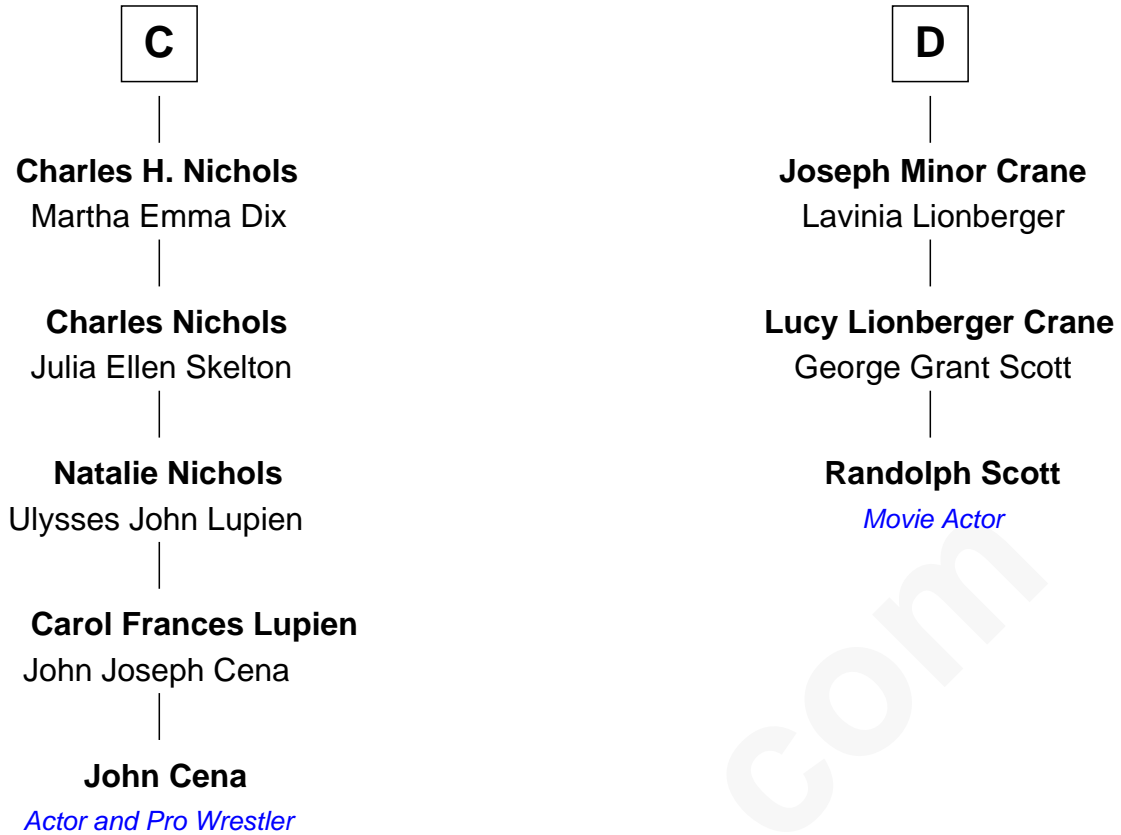 C
Charles H. Nichols
Martha Emma Dix
Charles Nichols
Julia Ellen Skelton
Natalie Nichols
Ulysses John Lupien
Carol Frances Lupien
John Joseph Cena
John Cena
Actor and Pro Wrestler
D
Joseph Minor Crane
Lavinia Lionberger
Lucy Lionberger Crane
George Grant Scott
Randolph Scott
Movie Actor
com